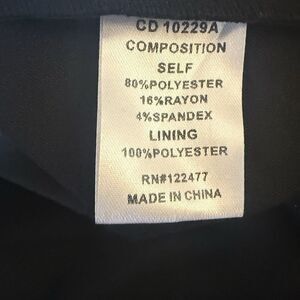 CD 10229A
COMPOSITION
SELF
80%POLYESTER
16%RAYON
4%SPANDEX
LINING
100%POLYESTER
RN#122477
MADE IN CHINA